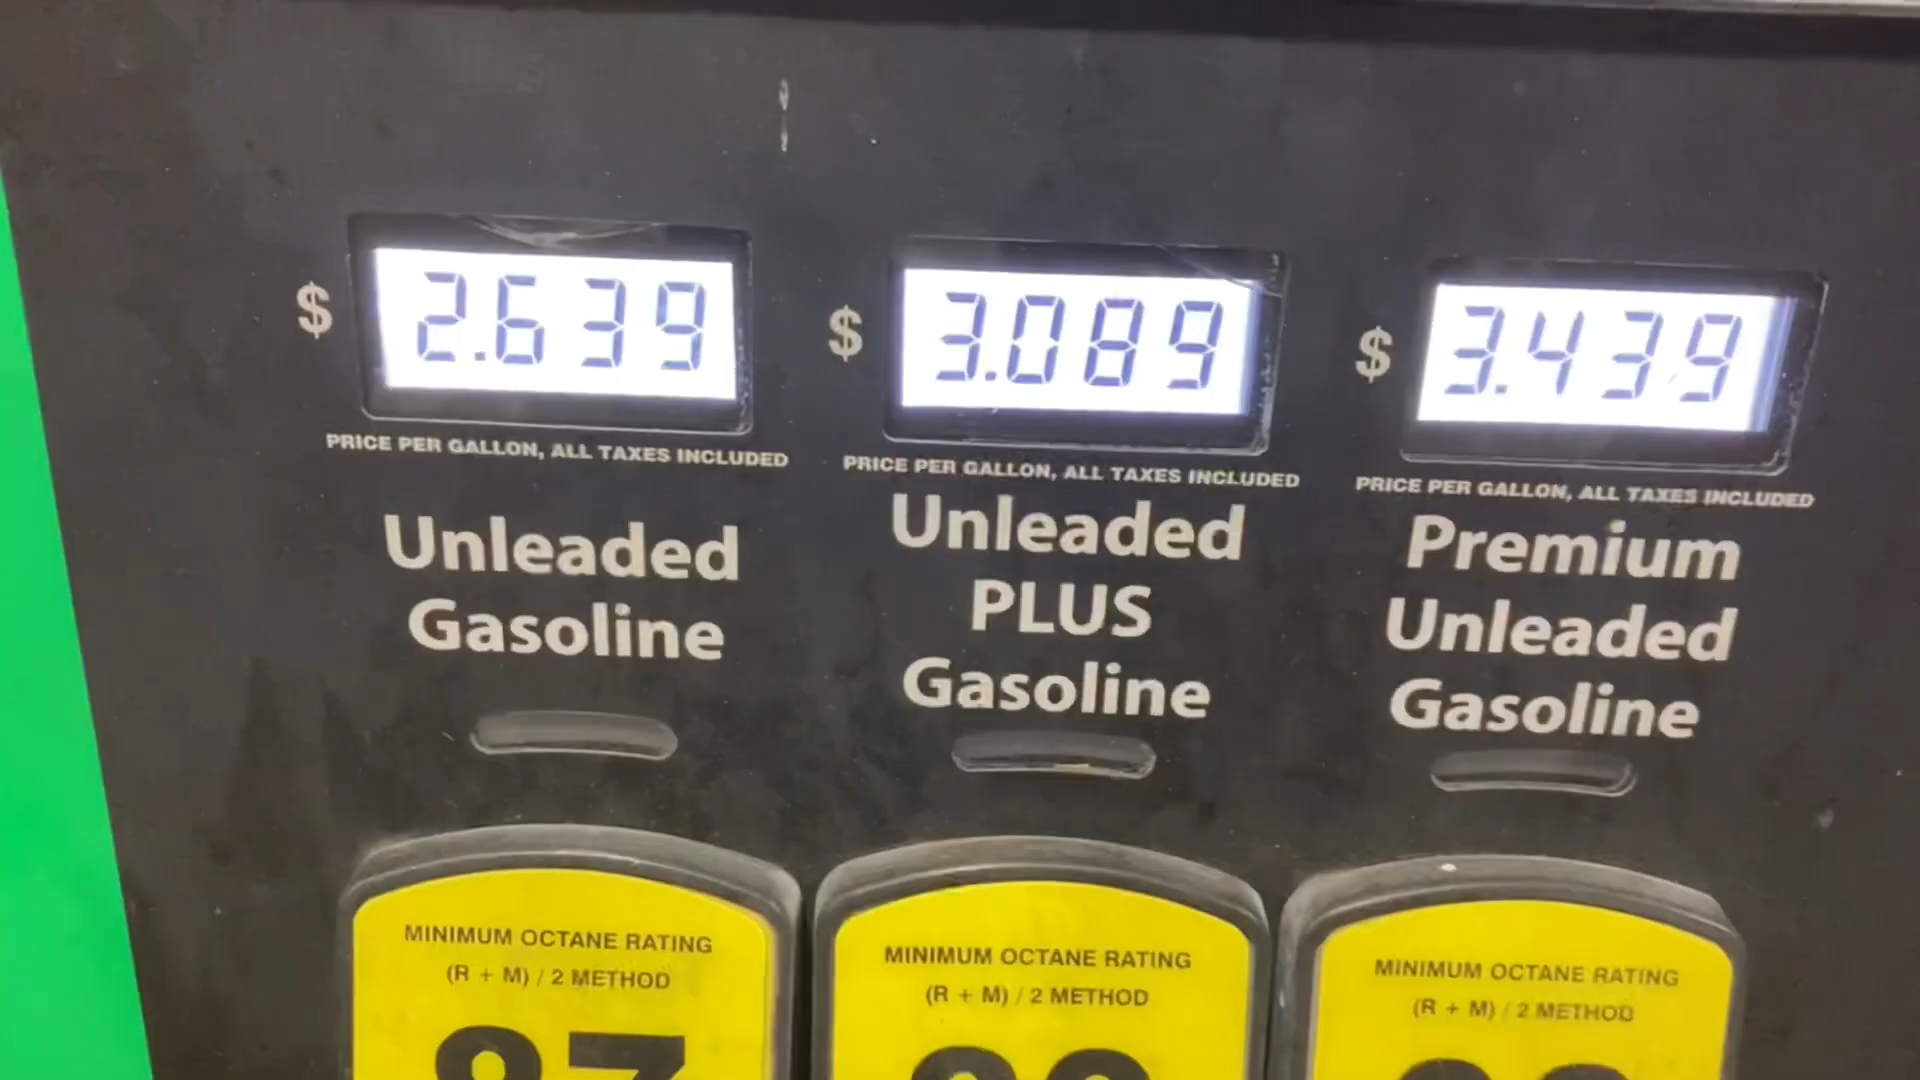 $ 2.639
PRICE PER GALLON, ALL TAXES INCLUDED
Unleaded
Gasoline
MINIMUM OCTANE RATING
(R + M) / 2 METHOD
87
$ 3.089
PRICE PER GALLON, ALL TAXES INCLUDED
Unleaded
PLUS
Gasoline
MINIMUM OCTANE RATING
(R + M) / 2 METHOD
$ 3.439
PRICE PER GALLON, ALL TAXES INCLUDED
Premium
Unleaded
Gasoline
MINIMUM OCTANE RATING
(R + M) / 2 METHOD